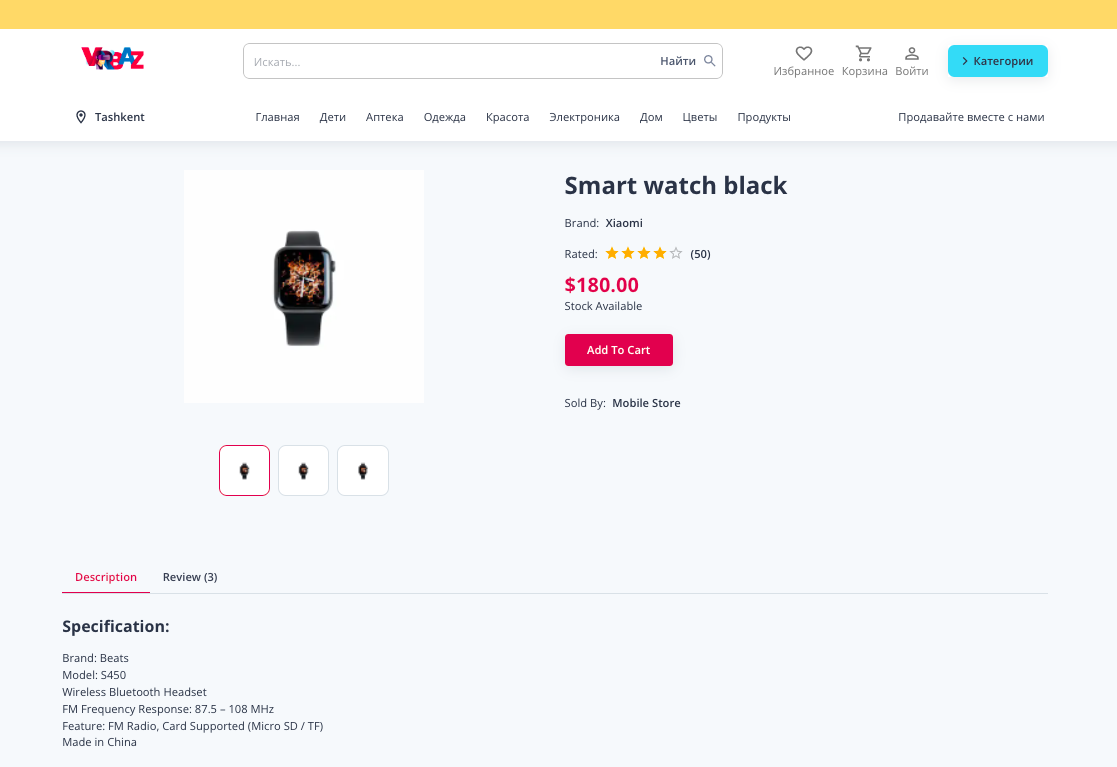 VRBAZ
Искать...
Найти
Избранное
Корзина
Войти
Категории
Tashkent
Главная
Дети
Аптека
Одежда
Красота
Электроника
Дом
Цветы
Продукты
Продавайте вместе с нами
Smart watch black
Brand: Xiaomi
Rated: (50)
$180.00
Stock Available
Add To Cart
Sold By: Mobile Store
Description
Review (3)
Specification:
Brand: Beats
Model: S450
Wireless Bluetooth Headset
FM Frequency Response: 87.5 – 108 MHz
Feature: FM Radio, Card Supported (Micro SD / TF)
Made in China